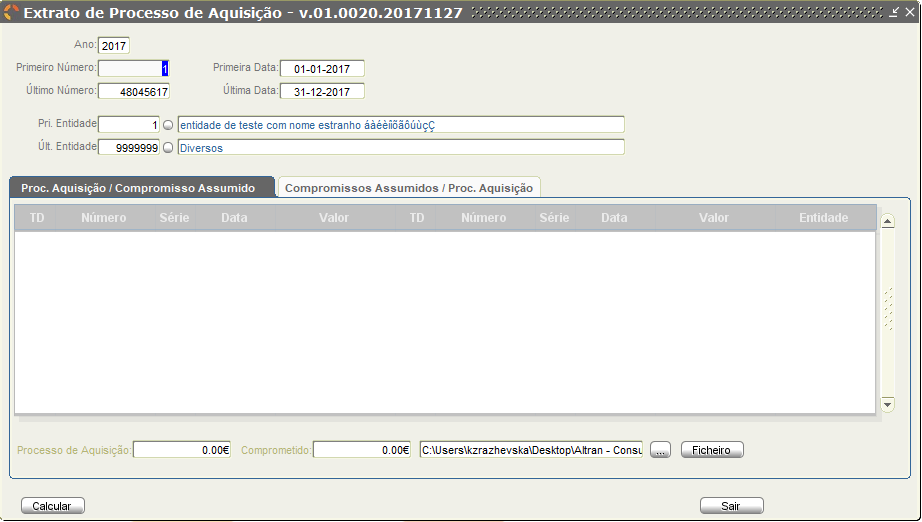 Extrato de Processo de Aquisição - v.01.0020.20171127
Ano: 2017
Primeiro Número: 1 Primeira Data: 01-01-2017
Último Número: 48045617 Última Data: 31-12-2017
Pri. Entidade 1 entidade de teste com nome estranho áàéèíîõãôúùçÇ
Últ. Entidade 9999999 Diversos
Proc. Aquisição / Compromisso Assumido Compromissos Assumidos / Proc. Aquisição
TD Número Série Data Valor TD Número Série Data Valor Entidade
Processo de Aquisição: 0.00€ Comprometido: 0.00€ C:\Users\kzrazhevska\Desktop\Altran - Consu ... Ficheiro
Calcular Sair